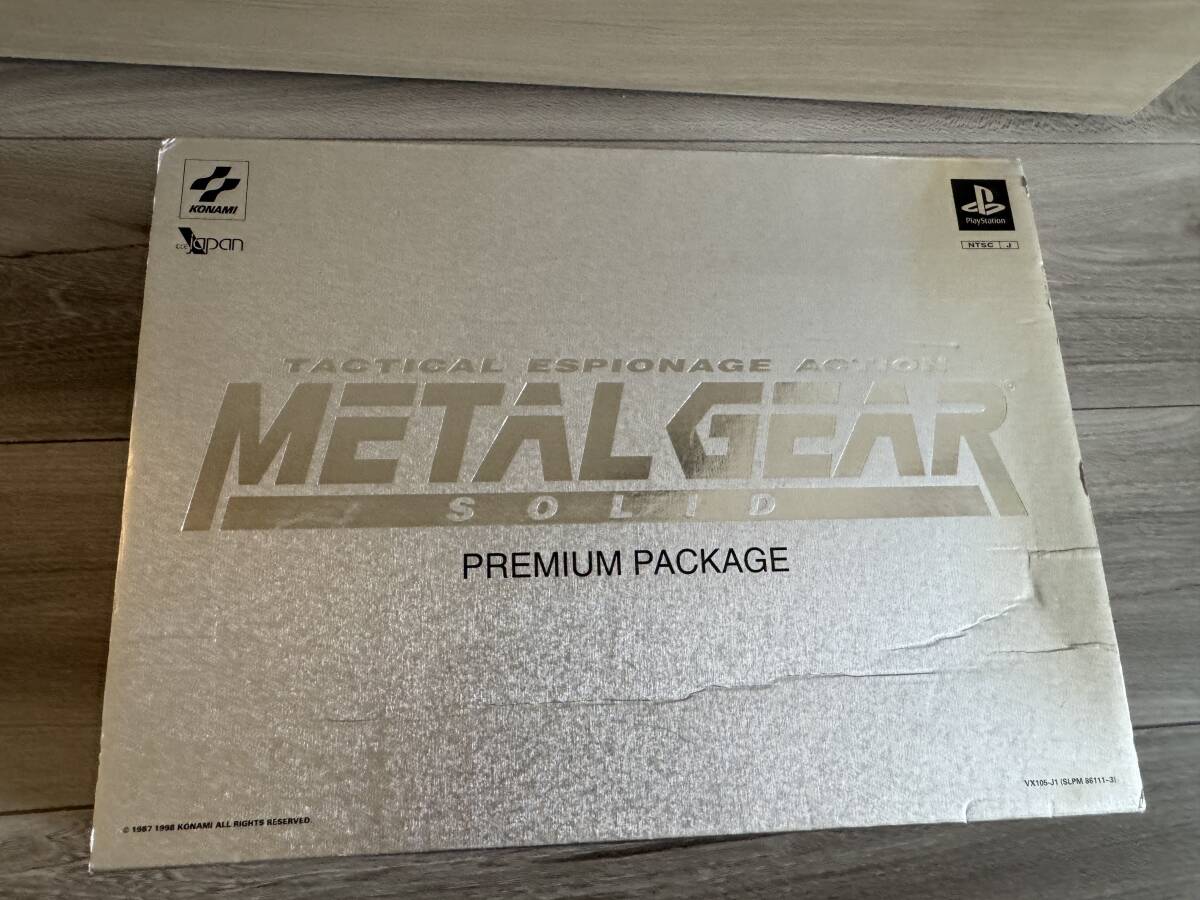 KONAMI
KCE Japan
PlayStation
NTSC J
TACTICAL ESPIONAGE ACTION
METAL GEAR®
SOLID
PREMIUM PACKAGE
VX105-J1 (SLPM 86111~3)
© 1987 1998 KONAMI ALL RIGHTS RESERVED.